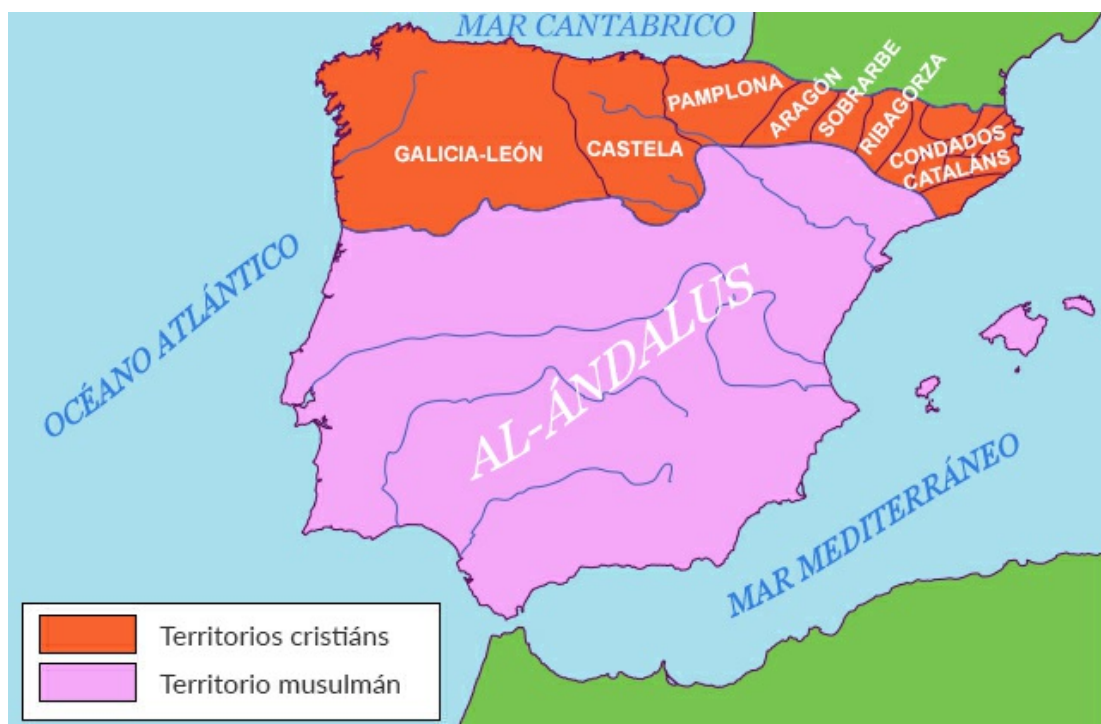 MAR CANTÁBRICO
PAMPLONA
ARAGÓN
SOBRARBE
RIBAGORZA
GALICIA-LEÓN
CASTELA
CONDADOS
CATALÁNS
OCÉANO ATLÁNTICO
AL-ÁNDALUS
MAR MEDITERRÁNEO
Territorios cristiáns
Territorio musulmán